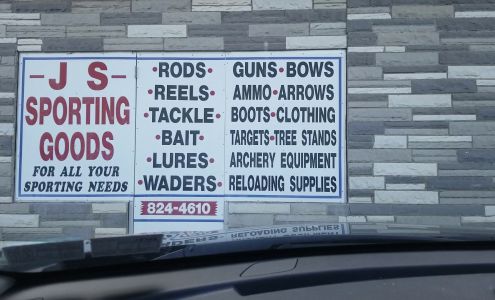 -J S-
SPORTING
GOODS
FOR ALL YOUR
SPORTING NEEDS
•RODS•
•REELS•
•TACKLE•
•BAIT•
•LURES•
•WADERS•
824-4610
GUNS•BOWS
AMMO•ARROWS
BOOTS•CLOTHING
TARGETS•TREE STANDS
ARCHERY EQUIPMENT
RELOADING SUPPLIES